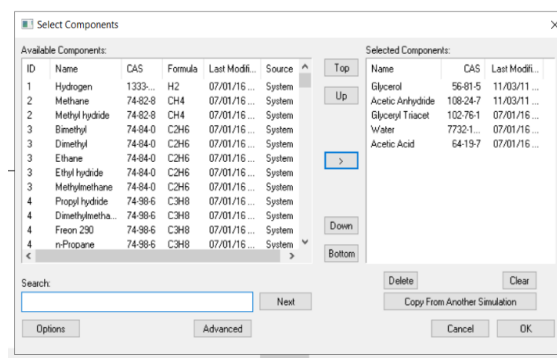 Select Components
Available Components:
ID Name CAS Formula Last Modifi... Source
1 Hydrogen 1333-... H2 07/01/16 ... System
2 Methane 74-82-8 CH4 07/01/16 ... System
2 Methyl hydride 74-82-8 CH4 07/01/16 ... System
3 Bimethyl 74-84-0 C2H6 07/01/16 ... System
3 Dimethyl 74-84-0 C2H6 07/01/16 ... System
3 Ethane 74-84-0 C2H6 07/01/16 ... System
3 Ethyl hydride 74-84-0 C2H6 07/01/16 ... System
3 Methylmethane 74-84-0 C2H6 07/01/16 ... System
4 Propyl hydride 74-98-6 C3H8 07/01/16 ... System
4 Dimethylmetha... 74-98-6 C3H8 07/01/16 ... System
4 Freon 290 74-98-6 C3H8 07/01/16 ... System
4 n-Propane 74-98-6 C3H8 07/01/16 ... System
Top
Up
>
Down
Bottom
Selected Components:
Name CAS Last Modifi...
Glycerol 56-81-5 11/03/11 ...
Acetic Anhydride 108-24-7 11/03/11 ...
Glyceryl Triacet 102-76-1 07/01/16 ...
Water 7732-1... 07/01/16 ...
Acetic Acid 64-19-7 07/01/16 ...
Search:
Next
Options
Advanced
Delete
Clear
Copy From Another Simulation
Cancel
OK